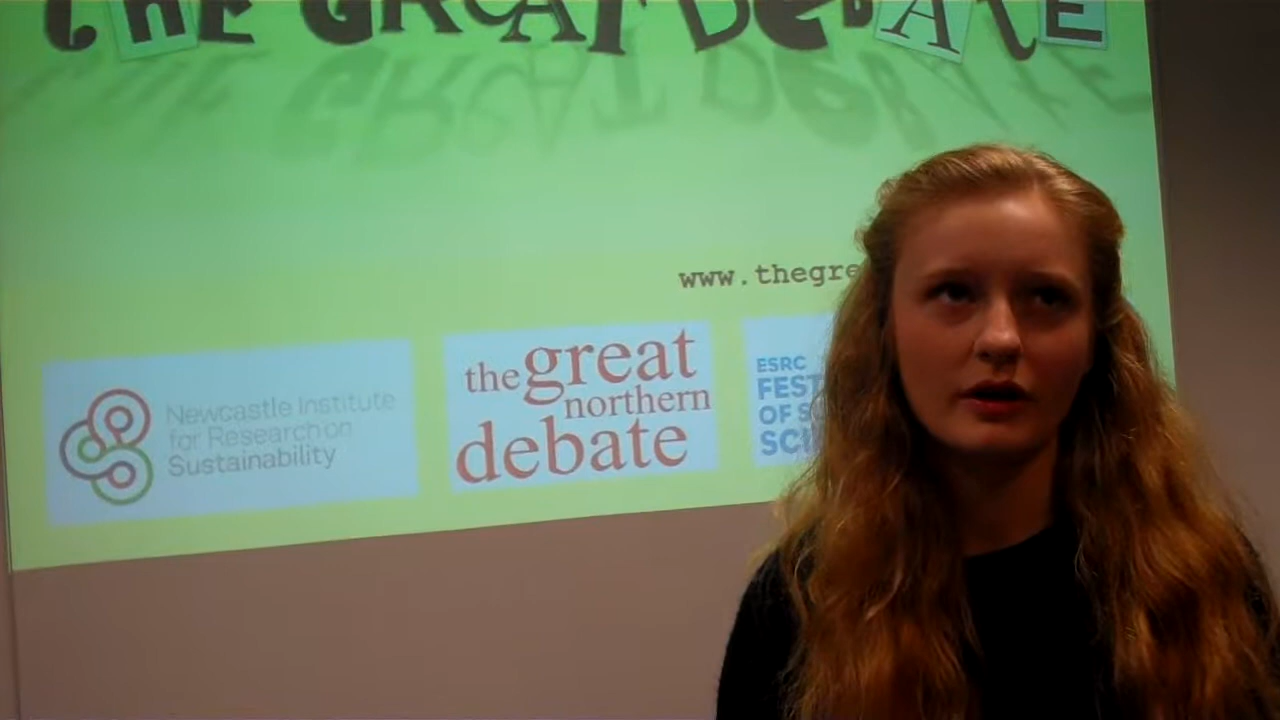 the GREAT DebATE
www.thegre
Newcastle Institute
for Research on
Sustainability
the great
northern
debate
ESRC
FEST
OF S
SCI